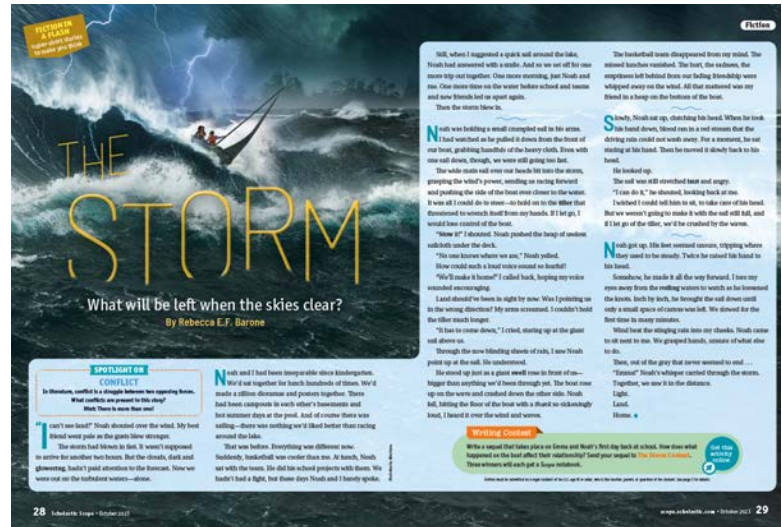 FICTION IN
A FLASH
Super-short stories
to make you think
THE
STORM
What will be left when the skies clear?
By Rebecca E.F. Barone
SPOTLIGHT ON
CONFLICT
In literature, conflict is a struggle between two opposing forces.
What conflicts are present in this story?
Hint: There is more than one!
"I can't see land!" Noah shouted over the wind. My best
friend went pale as the gusts blew stronger.
The storm had blown in fast. It wasn't supposed
to arrive for another two hours. But the clouds, dark and
glowering, hadn't paid attention to the forecast. Now we
were out on the turbulent waters—alone.
Noah and I had been inseparable since kindergarten.
We'd sat together for lunch hundreds of times. We'd
made a zillion dioramas and posters together. There
had been campouts in each other's basements and
hot summer days at the pool. And of course there was
sailing—there was nothing we'd liked better than racing
around the lake.
That was before. Everything was different now.
Suddenly, basketball was cooler than me. At lunch, Noah
sat with the team. He did his school projects with them. We
hadn't had a fight, but these days Noah and I barely spoke.
28 Scholastic Scope • October 2023
Fiction
Still, when I suggested a quick sail around the lake,
Noah had answered with a smile. And so we set off for one
more trip out together. One more morning, just Noah and
me. One more time on the water before school and teams
and new friends led us apart again.
Then the storm blew in.
Noah was holding a small crumpled sail in his arms.
I had watched as he pulled it down from the front of
our boat, grabbing handfuls of the heavy cloth. Even with
one sail down, though, we were still going too fast.
The wide main sail over our heads bit into the storm,
grasping the wind's power, sending us racing forward
and pushing the side of the boat ever closer to the water.
It was all I could do to steer—to hold on to the tiller that
threatened to wrench itself from my hands. If I let go, I
would lose control of the boat.
"Stow it!" I shouted. Noah pushed the heap of useless
sailcloth under the deck.
"No one knows where we are," Noah yelled.
How could such a loud voice sound so fearful?
"We'll make it home!" I called back, hoping my voice
sounded encouraging.
Land should've been in sight by now. Was I pointing us
in the wrong direction? My arms screamed. I couldn't hold
the tiller much longer.
"It has to come down," I cried, staring up at the giant
sail above us.
Through the now blinding sheets of rain, I saw Noah
point up at the sail. He understood.
He stood up just as a giant swell rose in front of us—
bigger than anything we'd been through yet. The boat rose
up on the wave and crashed down the other side. Noah
fell, hitting the floor of the boat with a thunk so sickeningly
loud, I heard it over the wind and waves.
The basketball team disappeared from my mind. The
missed lunches vanished. The hurt, the sadness, the
emptiness left behind from our fading friendship were
whipped away on the wind. All that mattered was my
friend in a heap on the bottom of the boat.
Slowly, Noah sat up, clutching his head. When he took
his hand down, blood ran in a red stream that the
driving rain could not wash away. For a moment, he sat
staring at his hand. Then he moved it slowly back to his
head.
He looked up.
The sail was still stretched taut and angry.
"I can do it," he shouted, looking back at me.
I wished I could tell him to sit, to take care of his head.
But we weren't going to make it with the sail still full, and
if I let go of the tiller, we'd be crushed by the waves.
Noah got up. His feet seemed unsure, tripping where
they used to be steady. Twice he raised his hand to
his head.
Somehow, he made it all the way forward. I tore my
eyes away from the roiling waters to watch as he loosened
the knots. Inch by inch, he brought the sail down until
only a small space of canvas was left. We slowed for the
first time in many minutes.
Wind beat the stinging rain into my cheeks. Noah came
to sit next to me. We grasped hands, unsure of what else
to do.
Then, out of the gray that never seemed to end . . .
"Emma!" Noah's whisper carried through the storm.
Together, we saw it in the distance.
Light.
Land.
Home.
Writing Contest
Write a sequel that takes place on Emma and Noah's first day back at school. How does what
happened on the boat affect their relationship? Send your sequel to The Storm Contest.
Three winners will each get a Scope notebook.
Get this
activity
online
scope.scholastic.com • October 2023 29